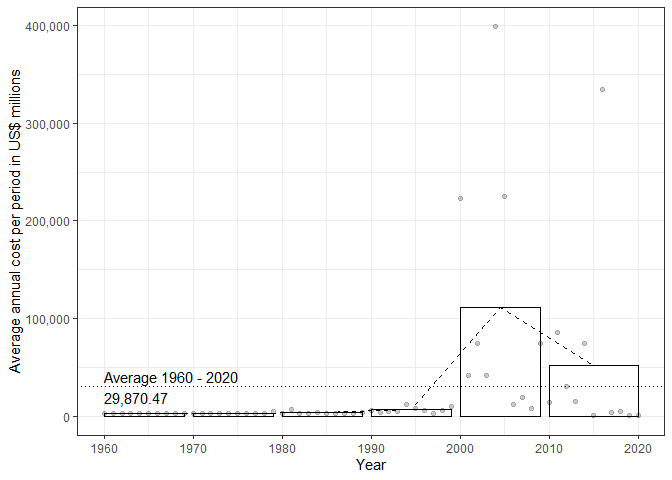 Average annual cost per period in US$ millions
400,000
300,000
200,000
100,000
0
Average 1960 - 2020
29,870.47
1960 1970 1980 1990 2000 2010 2020
Year